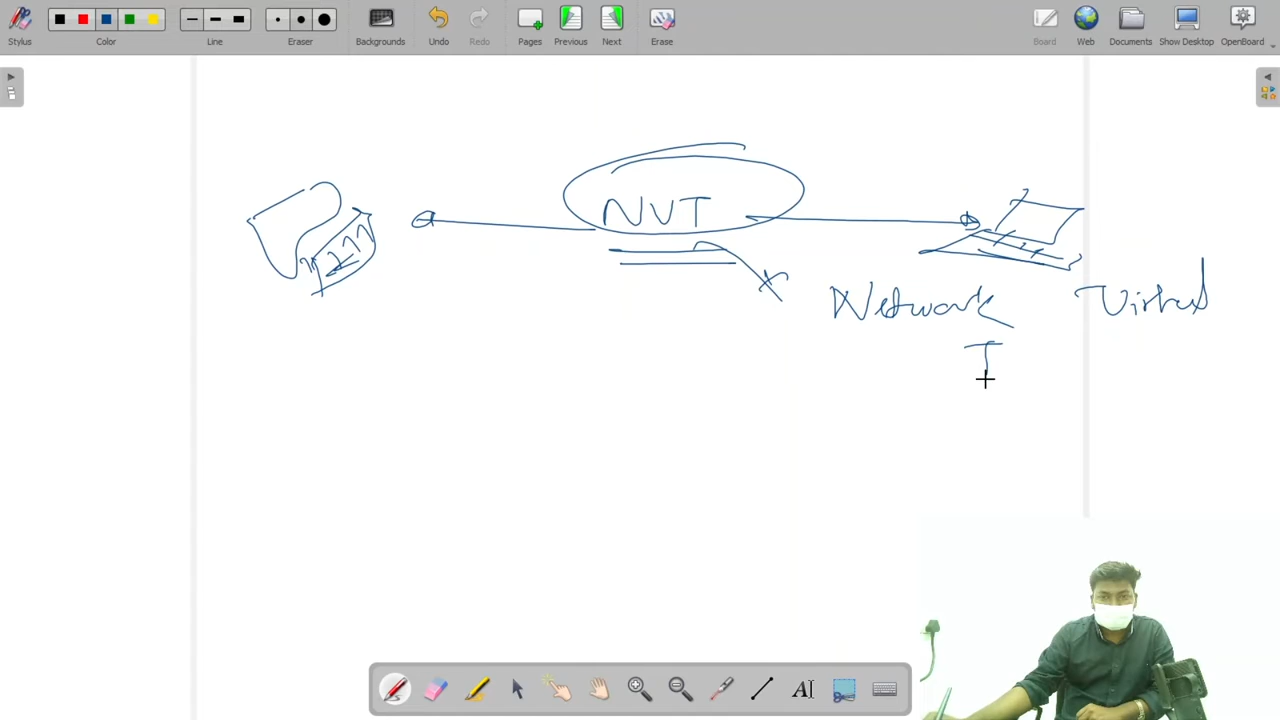 Stylus Color Line Eraser Backgrounds Undo Redo Pages Previous Next Erase Board Web Documents Show Desktop OpenBoard
NVT
Network Virtual
T